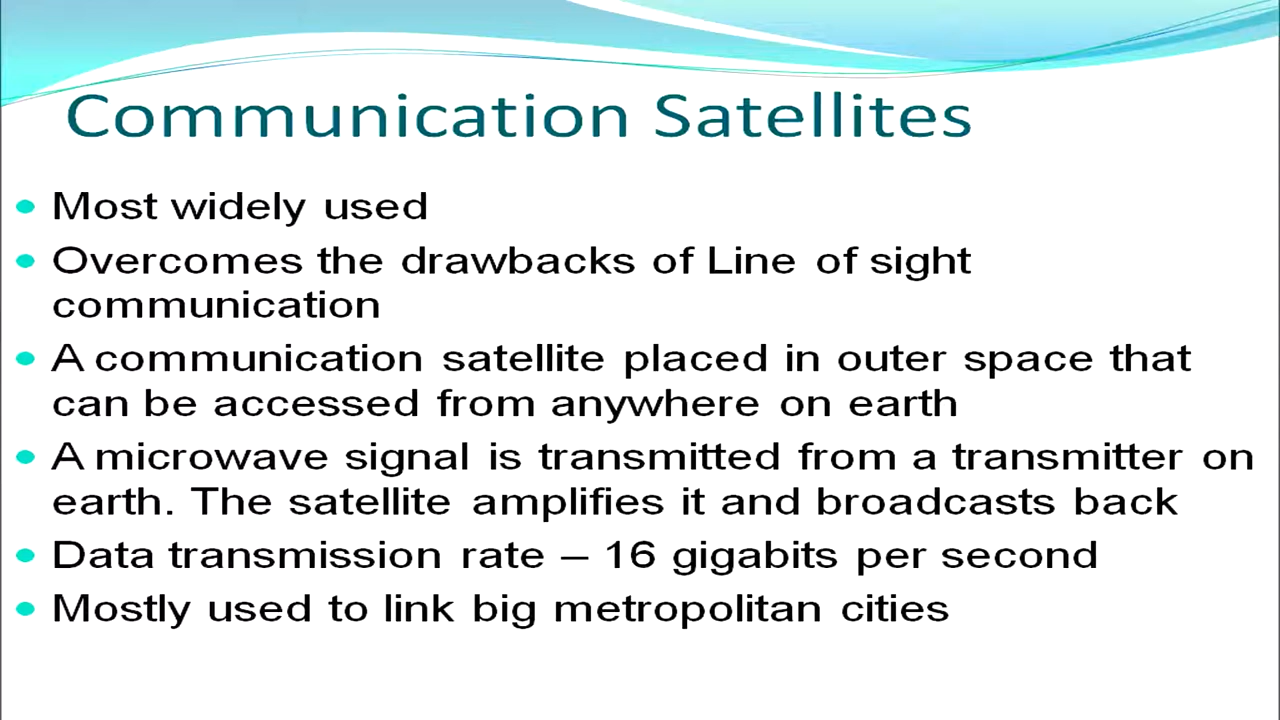 Communication Satellites
• Most widely used
• Overcomes the drawbacks of Line of sight
communication
• A communication satellite placed in outer space that
can be accessed from anywhere on earth
• A microwave signal is transmitted from a transmitter on
earth. The satellite amplifies it and broadcasts back
• Data transmission rate – 16 gigabits per second
• Mostly used to link big metropolitan cities